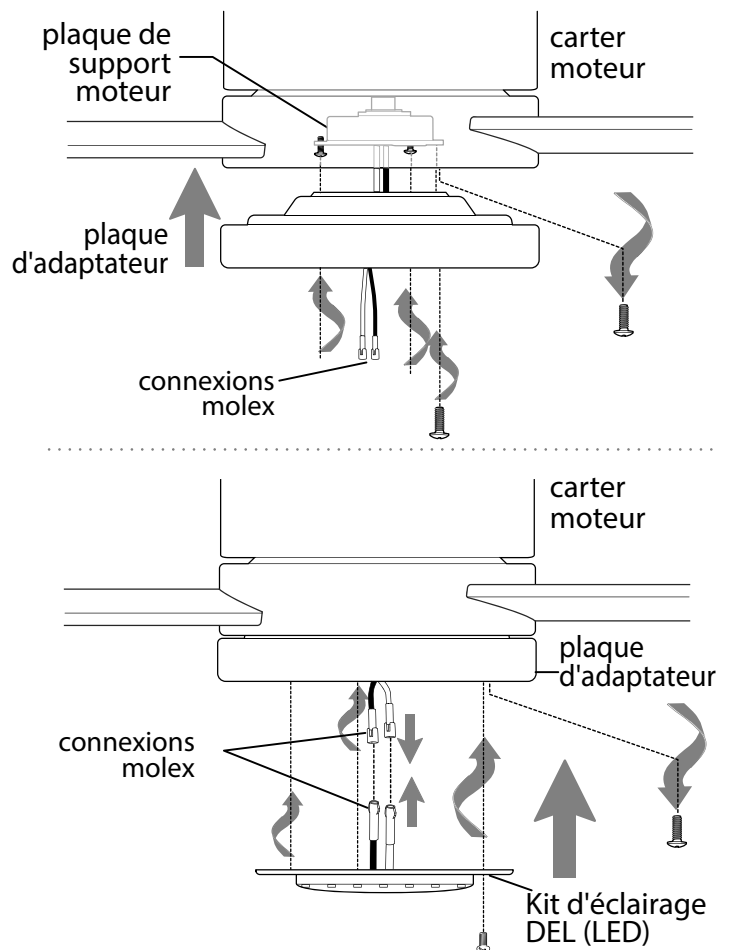 plaque de
support
moteur
carter
moteur
plaque
d'adaptateur
connexions
molex
carter
moteur
plaque
d'adaptateur
connexions
molex
Kit d'éclairage
DEL (LED)